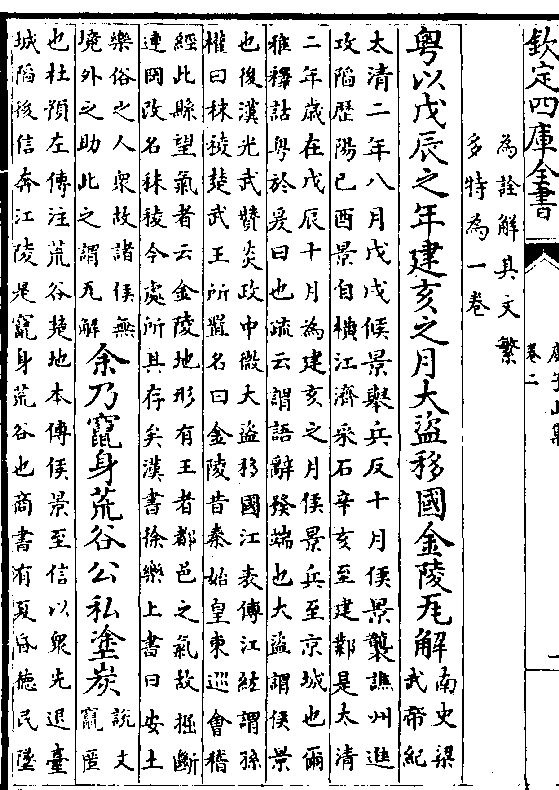 欽定四庫全書
卷二
為詮解其文繁
多特為一卷
粤以戊辰之年建亥之月大盜移國金陵瓦解
南史梁
武帝紀
太清二年八月戊戌侯景舉兵反十月侯景襲譙州進
攻陷歷陽己酉景自横江濟采石辛亥至建鄴是太清
二年歲在戊辰十月為建亥之月侯景兵至京城也爾
雅釋詁粤於爰曰也疏云謂語辭發端也大盜謂侯景
也後漢光武贊炎政中微大盜移國江表傳江紘謂孫
權曰秣稜楚武王所置名曰金陵昔秦始皇東巡會稽
經此縣望氣者云金陵地形有王者都邑之氣故掘斷
連岡改名秣稜今處所具存矣漢書徐樂上書曰安土
樂俗之人衆故諸侯無
境外之助此之謂瓦解
余乃竄身荒谷公私塗炭
說文
竄匿
也杜預左傳注荒谷楚地本傳侯景至信以衆先退臺
城陷後信奔江陵是竄身荒谷也商書有夏昏德民墜